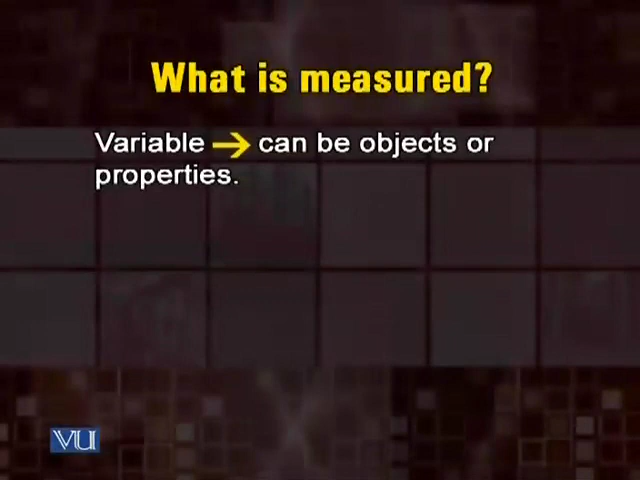 What is measured?
Variable → can be objects or
properties.
VU